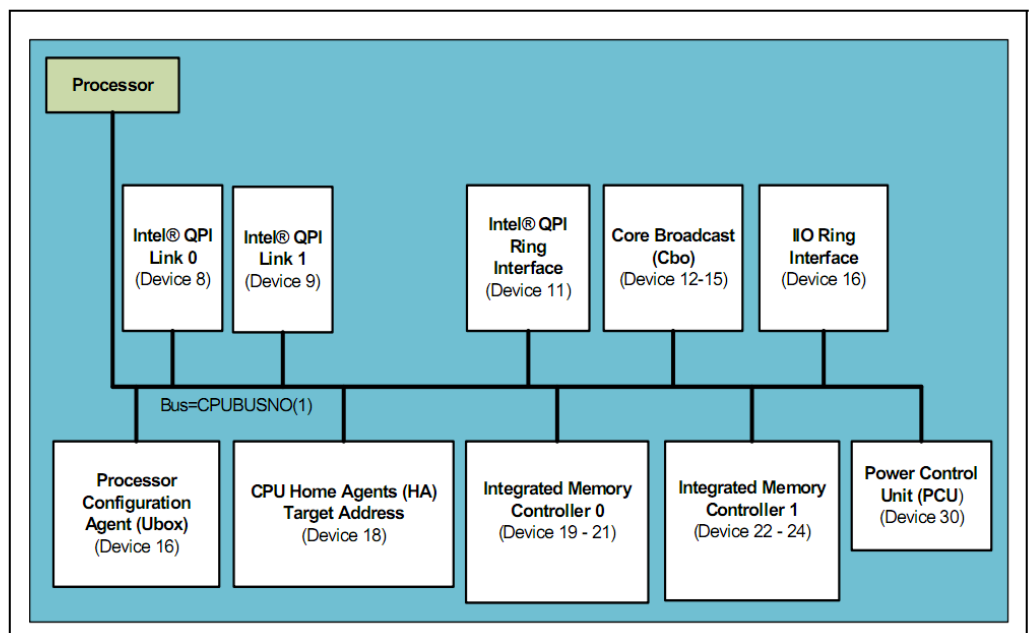 Processor
Intel® QPI
Link 0
(Device 8)
Intel® QPI
Link 1
(Device 9)
Intel® QPI
Ring
Interface
(Device 11)
Core Broadcast
(Cbo)
(Device 12-15)
IIO Ring
Interface
(Device 16)
Bus=CPUBUSNO(1)
Processor
Configuration
Agent (Ubox)
(Device 16)
CPU Home Agents (HA)
Target Address
(Device 18)
Integrated Memory
Controller 0
(Device 19 - 21)
Integrated Memory
Controller 1
(Device 22 - 24)
Power Control
Unit (PCU)
(Device 30)